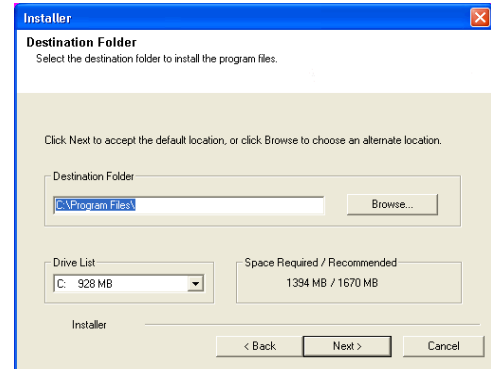 Installer
Destination Folder
Select the destination folder to install the program files.
Click Next to accept the default location, or click Browse to choose an alternate location.
Destination Folder
C:\Program Files\
Browse...
Drive List
C: 928 MB
Space Required / Recommended
1394 MB / 1670 MB
Installer
< Back
Next >
Cancel